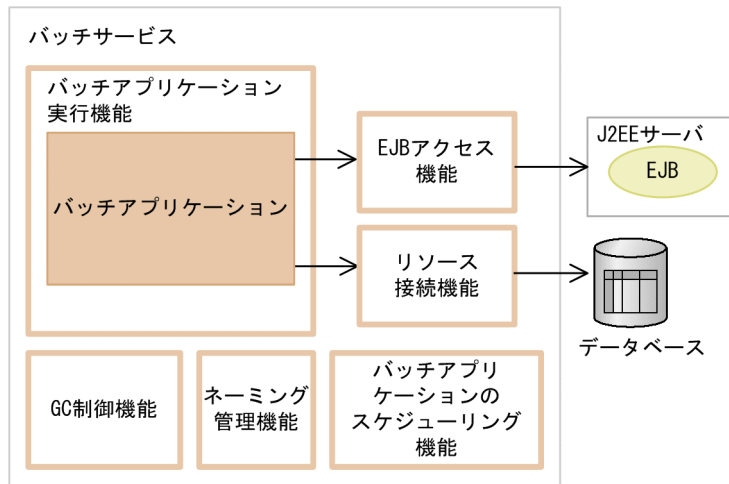 バッチサービス
バッチアプリケーション
実行機能
バッチアプリケーション
EJBアクセス
機能
J2EEサーバ
EJB
リソース
接続機能
データベース
GC制御機能
ネーミング
管理機能
バッチアプリ
ケーションの
スケジューリング
機能